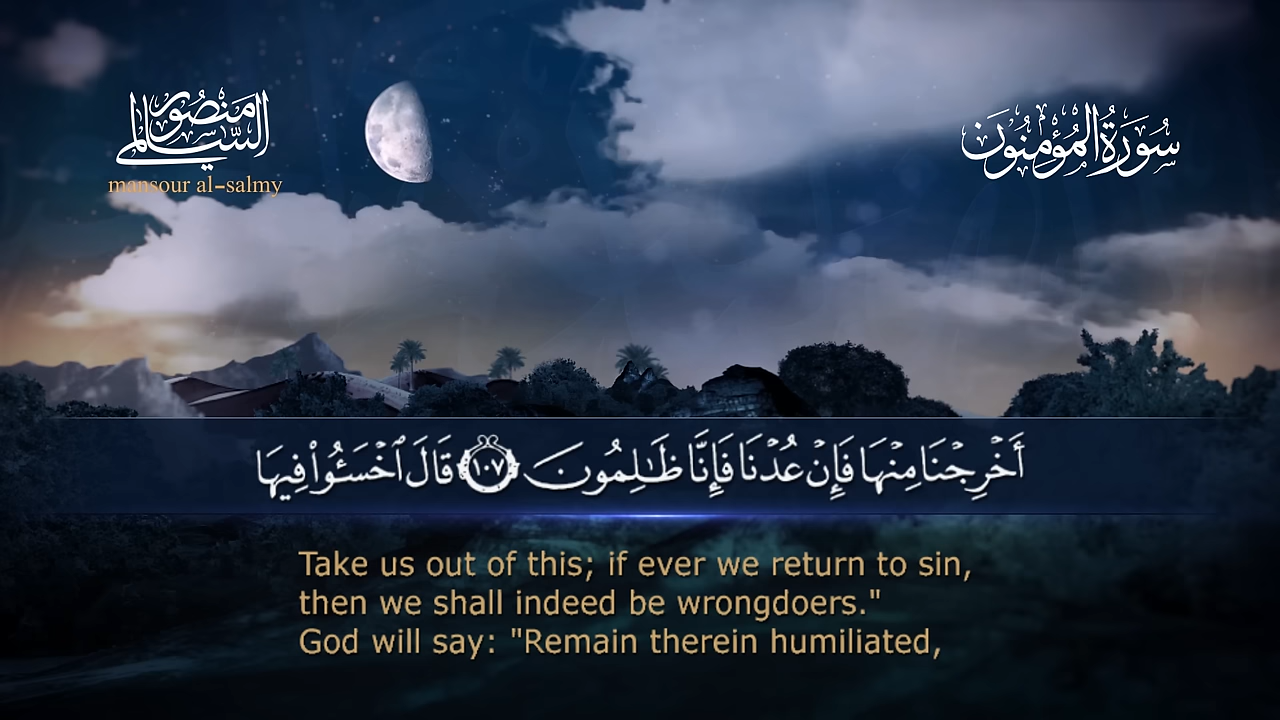 منصور السالمي
mansour al-salmy
سُورَةُ المُؤْمِنُون
أَخْرِجْنَا مِنْهَا فَإِنْ عُدْنَا فَإِنَّا ظَٰلِمُونَ ١٠٧ قَالَ ٱخْسَـُٔوا۟ فِيهَا
Take us out of this; if ever we return to sin,
then we shall indeed be wrongdoers."
God will say: "Remain therein humiliated,